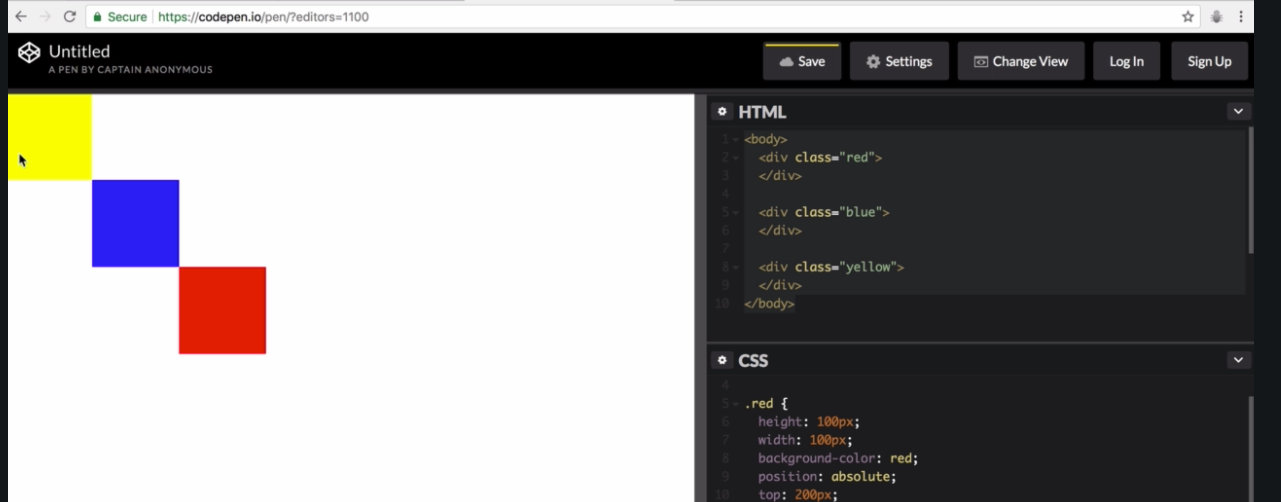 Secure https://codepen.io/pen/?editors=1100
Untitled
A PEN BY CAPTAIN ANONYMOUS
Save Settings Change View Log In Sign Up
HTML
1 <body>
2 <div class="red">
3 </div>
4
5 <div class="blue">
6 </div>
7
8 <div class="yellow">
9 </div>
10 </body>
CSS
4
5 .red {
6 height: 100px;
7 width: 100px;
8 background-color: red;
9 position: absolute;
10 top: 200px;